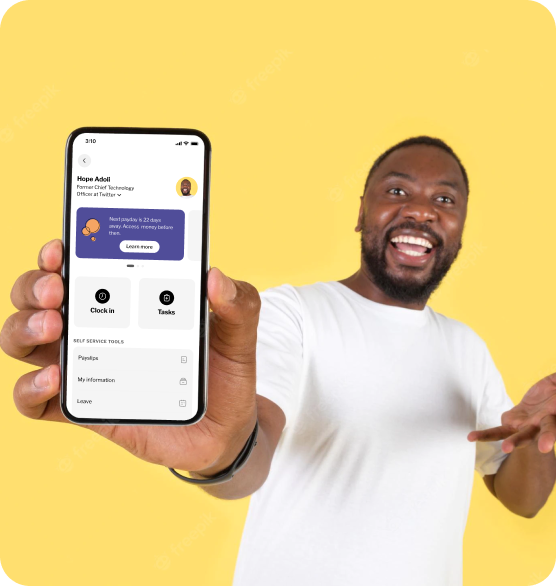 3:10
Hope Adoli
Former Chief Technology
Officer at Twitter
Next payday is 22 days
away. Access money before
then.
Learn more
Clock in
Tasks
SELF SERVICE TOOLS
Payslips
My information
Leave